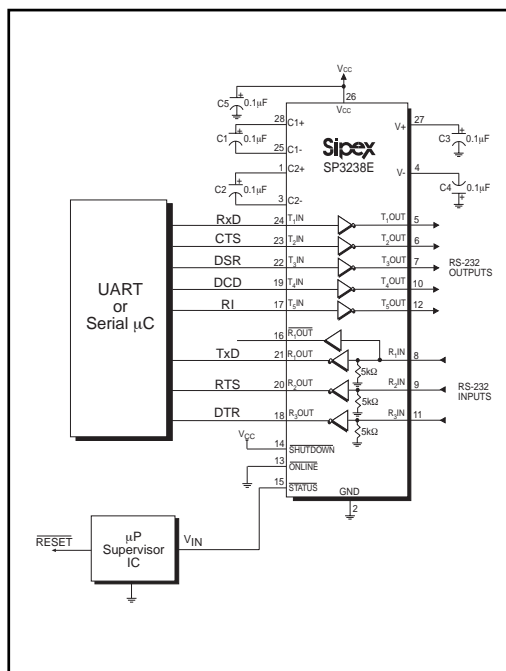 VCC
26
VCC
C5 + 0.1µF
28 C1+
C1 + 0.1µF
25 C1-
1 C2+
C2 + 0.1µF
3 C2-
Sipex
SP3238E
V+ 27
C3 + 0.1µF
V- 4
C4 + 0.1µF
UART
or
Serial µC
RxD 24 T1IN T1OUT 5
CTS 23 T2IN T2OUT 6
DSR 22 T3IN T3OUT 7
DCD 19 T4IN T4OUT 10
RI 17 T5IN T5OUT 12
RS-232
OUTPUTS
16 R1OUT
TxD 21 R1OUT R1IN 8
5kΩ
RTS 20 R2OUT R2IN 9
5kΩ
DTR 18 R3OUT R3IN 11
5kΩ
RS-232
INPUTS
VCC
14 SHUTDOWN
13 ONLINE
15 STATUS
GND
2
RESET
µP
Supervisor
IC
VIN